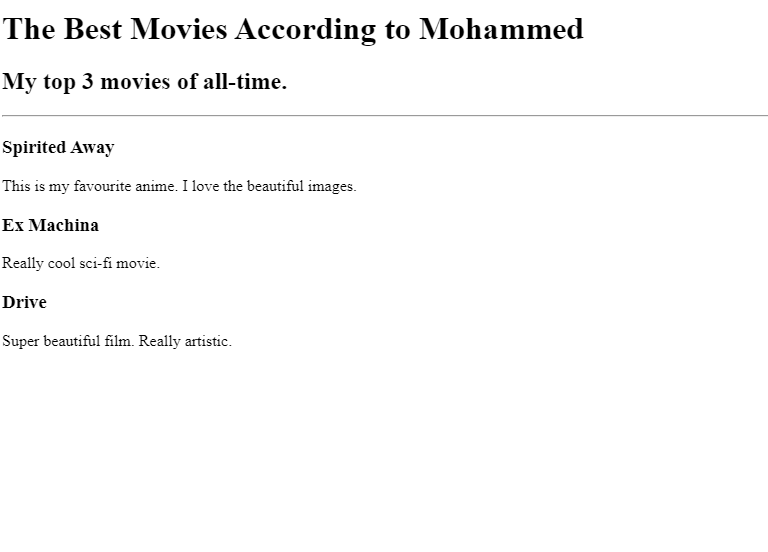 The Best Movies According to Mohammed
My top 3 movies of all-time.
Spirited Away
This is my favourite anime. I love the beautiful images.
Ex Machina
Really cool sci-fi movie.
Drive
Super beautiful film. Really artistic.